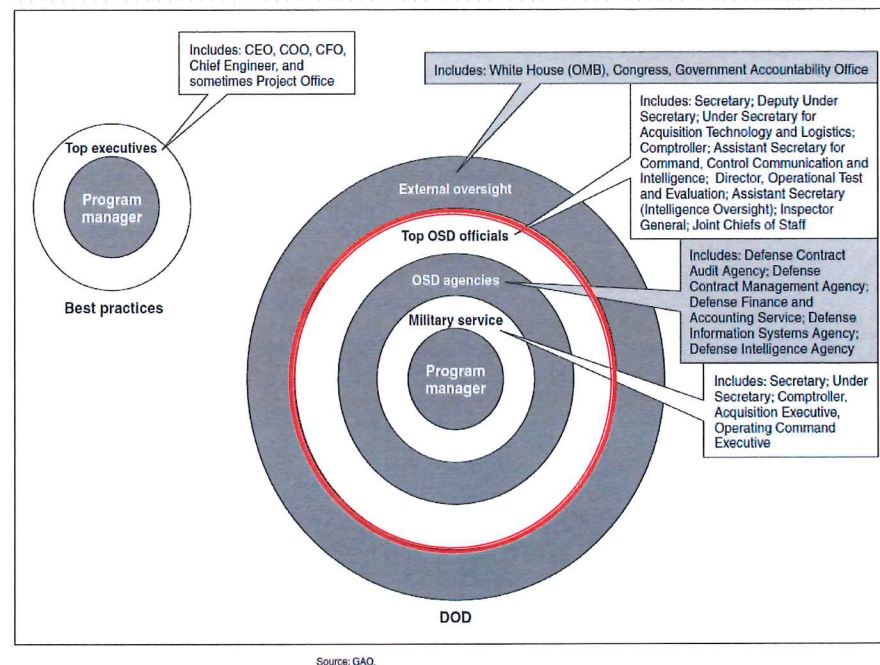 Includes: CEO, COO, CFO,
Chief Engineer, and
sometimes Project Office
Top executives
Program
manager
Best practices
Includes: White House (OMB), Congress, Government Accountability Office
Includes: Secretary; Deputy Under
Secretary; Under Secretary for
Acquisition Technology and Logistics;
Comptroller; Assistant Secretary for
Command, Control Communication and
Intelligence; Director, Operational Test
and Evaluation; Assistant Secretary
(Intelligence Oversight); Inspector
General; Joint Chiefs of Staff
Includes: Defense Contract
Audit Agency; Defense
Contract Management Agency;
Defense Finance and
Accounting Service; Defense
Information Systems Agency;
Defense Intelligence Agency
Includes: Secretary; Under
Secretary; Comptroller,
Acquisition Executive,
Operating Command
Executive
External oversight
Top OSD officials
OSD agencies
Military service
Program
manager
DOD
Source: GAO.